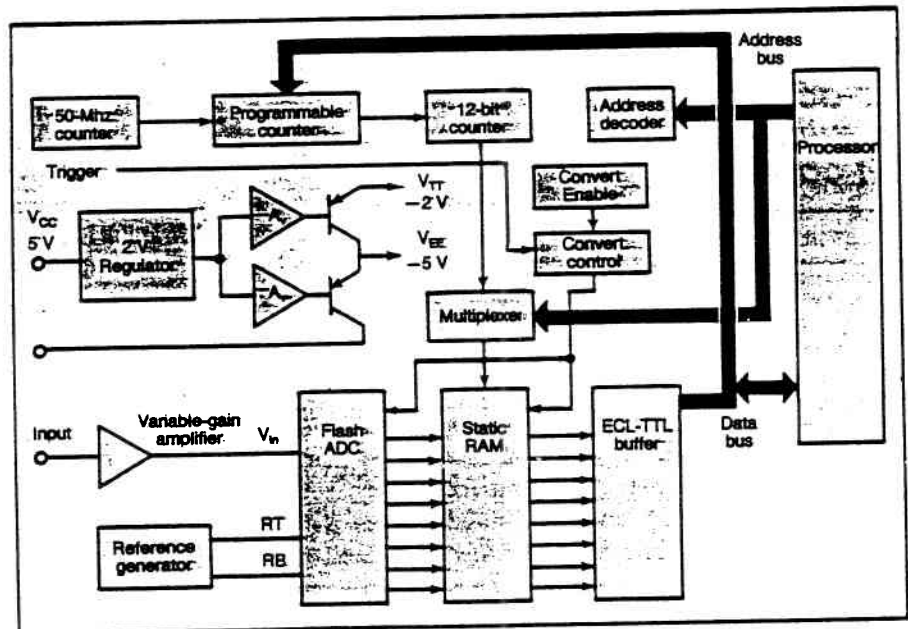 Address
bus
50-Mhz
counter
Programmable
counter
12-bit
counter
Address
decoder
Processor
Trigger
Convert
Enable
VTT
−2 V
VCC
5 V
2 V
Regulator
VEE
−5 V
Convert
control
Multiplexer
Input
Variable-gain
amplifier
Vin
Flash
ADC
Static
RAM
ECL-TTL
buffer
Data
bus
RT
RB
Reference
generator